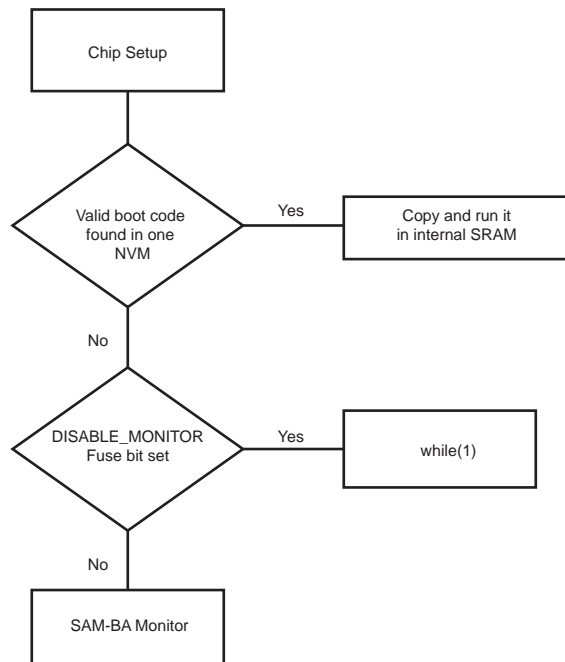 Chip Setup
Valid boot code
found in one
NVM
Yes
Copy and run it
in internal SRAM
No
DISABLE_MONITOR
Fuse bit set
Yes
while(1)
No
SAM-BA Monitor